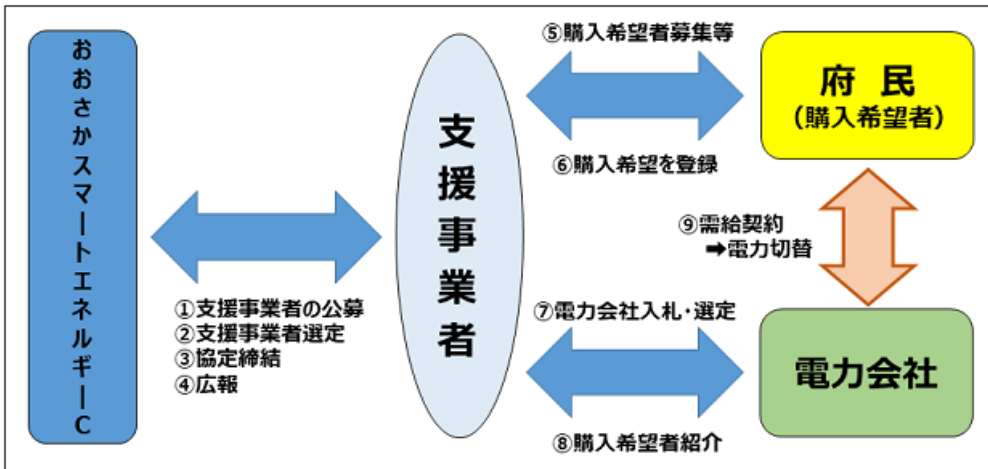 おおさかスマートエネルギーC
①支援事業者の公募
②支援事業者選定
③協定締結
④広報
支援事業者
⑤購入希望者募集等
⑥購入希望を登録
府 民
（購入希望者）
⑨需給契約
➡電力切替
⑦電力会社入札・選定
⑧購入希望者紹介
電力会社